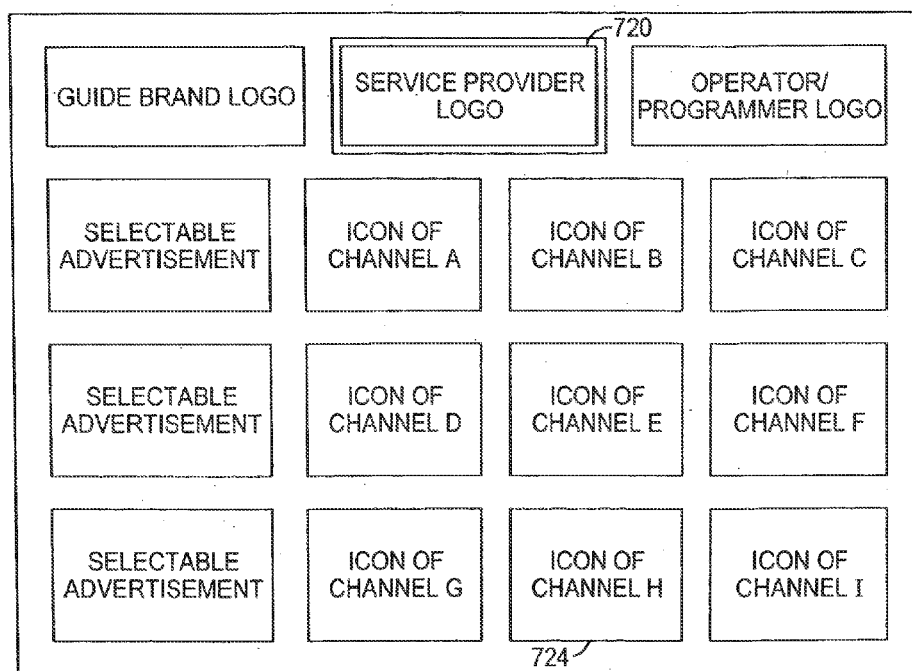 720
GUIDE BRAND LOGO
SERVICE PROVIDER
LOGO
OPERATOR/
PROGRAMMER LOGO
SELECTABLE
ADVERTISEMENT
ICON OF
CHANNEL A
ICON OF
CHANNEL B
ICON OF
CHANNEL C
SELECTABLE
ADVERTISEMENT
ICON OF
CHANNEL D
ICON OF
CHANNEL E
ICON OF
CHANNEL F
SELECTABLE
ADVERTISEMENT
ICON OF
CHANNEL G
ICON OF
CHANNEL H
ICON OF
CHANNEL I
724